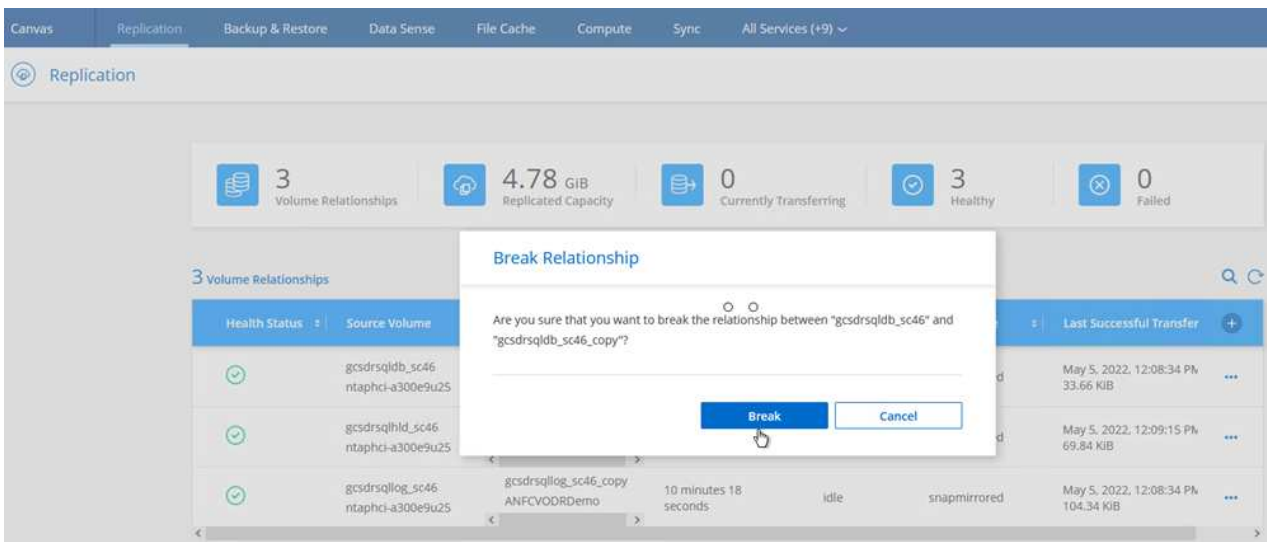 Canvas Replication Backup & Restore Data Sense File Cache Compute Sync All Services (+9)
Replication
3 4.78 GiB 0 3 0
Volume Relationships Replicated Capacity Currently Transferring Healthy Failed
Break Relationship
3 Volume Relationships
Health Status Source Volume Last Successful Transfer
Are you sure that you want to break the relationship between "gcsdrsqldb_sc46" and
"gcsdrsqldb_sc46_copy"?
gcsdrsqldb_sc46 May 5, 2022, 12:08:34 PM
ntaphci-a300e9u25 33.66 KiB
Break Cancel
gcsdrsqlhld_sc46 May 5, 2022, 12:09:15 PM
ntaphci-a300e9u25 69.84 KiB
gcsdrsqllog_sc46 gcsdrsqllog_sc46_copy 10 minutes 18 idle snapmirrored May 5, 2022, 12:08:34 PM
ntaphci-a300e9u25 ANFCVODRDemo seconds 104.34 KiB